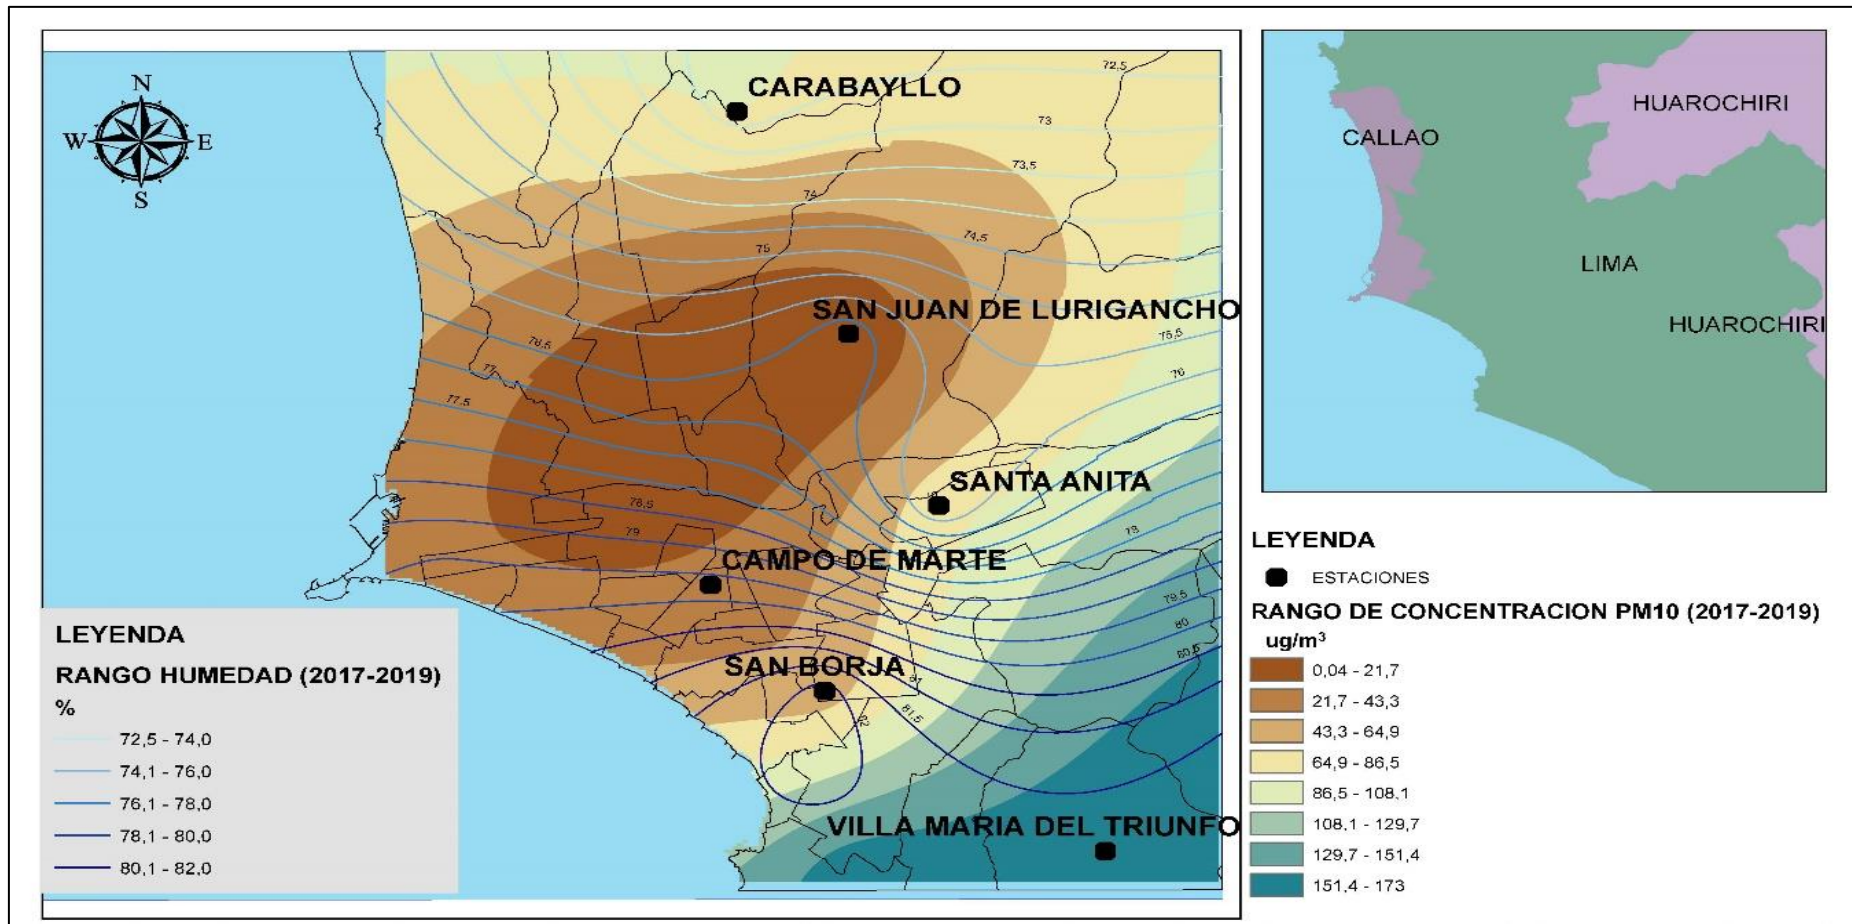 N
W E
S
CARABAYLLO
SAN JUAN DE LURIGANCHO
SANTA ANITA
CAMPO DE MARTE
SAN BORJA
VILLA MARIA DEL TRIUNFO
72,5
73
73,5
74
74,5
75
75,5
76
76,5
77
77,5
78
78,5
79
79,5
80
80,5
81,5
82
LEYENDA
RANGO HUMEDAD (2017-2019)
%
72,5 - 74,0
74,1 - 76,0
76,1 - 78,0
78,1 - 80,0
80,1 - 82,0
HUAROCHIRI
CALLAO
LIMA
HUAROCHIRI
LEYENDA
ESTACIONES
RANGO DE CONCENTRACION PM10 (2017-2019)
ug/m³
0,04 - 21,7
21,7 - 43,3
43,3 - 64,9
64,9 - 86,5
86,5 - 108,1
108,1 - 129,7
129,7 - 151,4
151,4 - 173